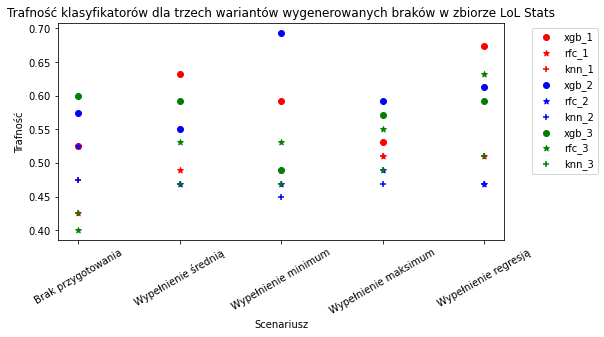 Trafność klasyfikatorów dla trzech wariantów wygenerowanych braków w zbiorze LoL Stats
Trafność
0.70
0.65
0.60
0.55
0.50
0.45
0.40
Brak przygotowania
Wypełnienie średnią
Wypełnienie minimum
Wypełnienie maksimum
Wypełnienie regresją
Scenariusz
xgb_1
rfc_1
knn_1
xgb_2
rfc_2
knn_2
xgb_3
rfc_3
knn_3